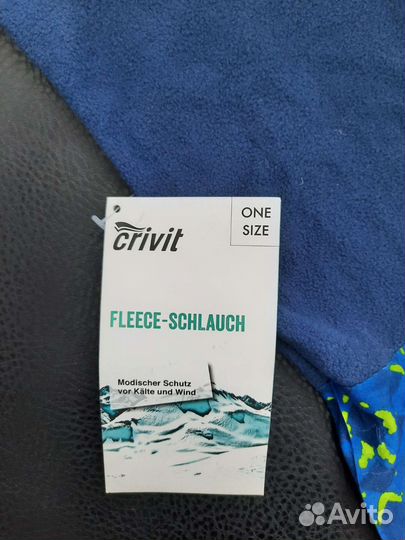 crivit
ONE
SIZE
FLEECE-SCHLAUCH
Modischer Schutz
vor Kälte und Wind
Avito